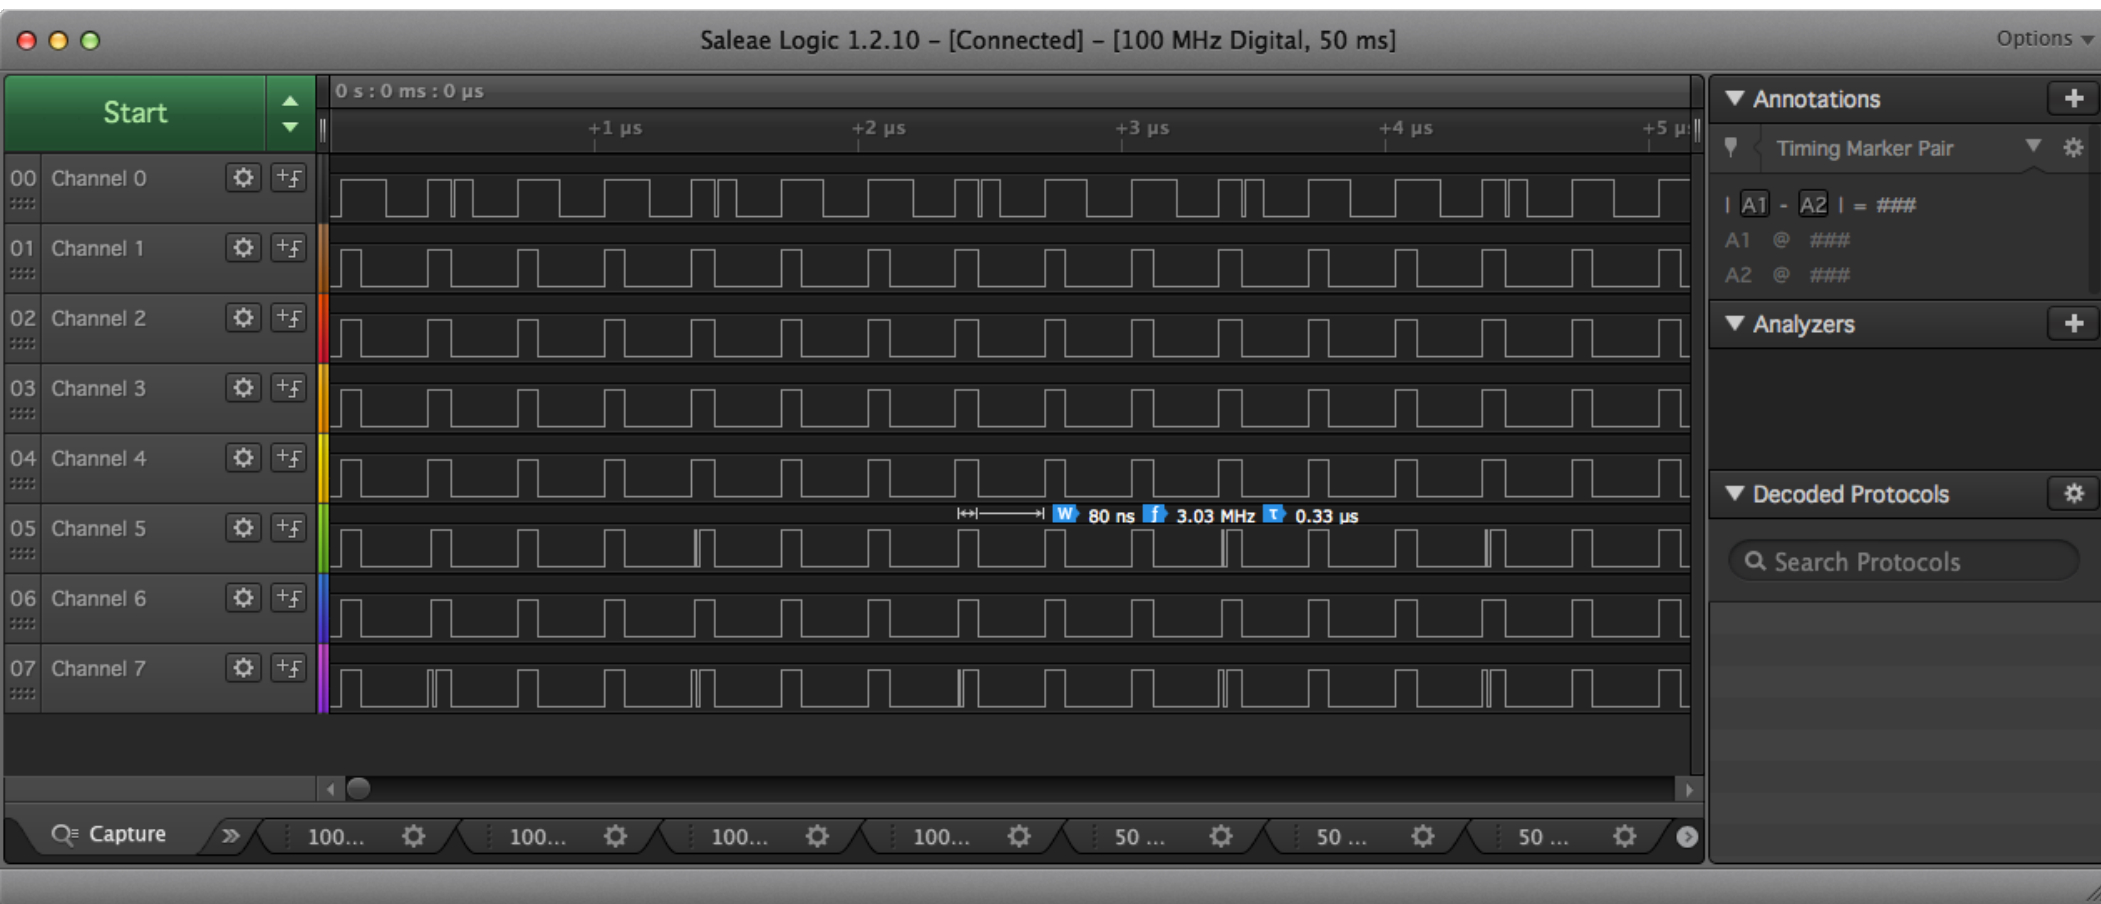 Saleae Logic 1.2.10 – [Connected] – [100 MHz Digital, 50 ms]
Options
Start
0 s : 0 ms : 0 µs
+1 µs +2 µs +3 µs +4 µs +5 µs
Annotations
Timing Marker Pair
| A1 - A2 | = ###
A1 @ ###
A2 @ ###
Analyzers
Decoded Protocols
Search Protocols
00 Channel 0
01 Channel 1
02 Channel 2
03 Channel 3
04 Channel 4
W 80 ns f 3.03 MHz τ 0.33 µs
05 Channel 5
06 Channel 6
07 Channel 7
Capture 100... 100... 100... 100... 50 ... 50 ... 50 ...